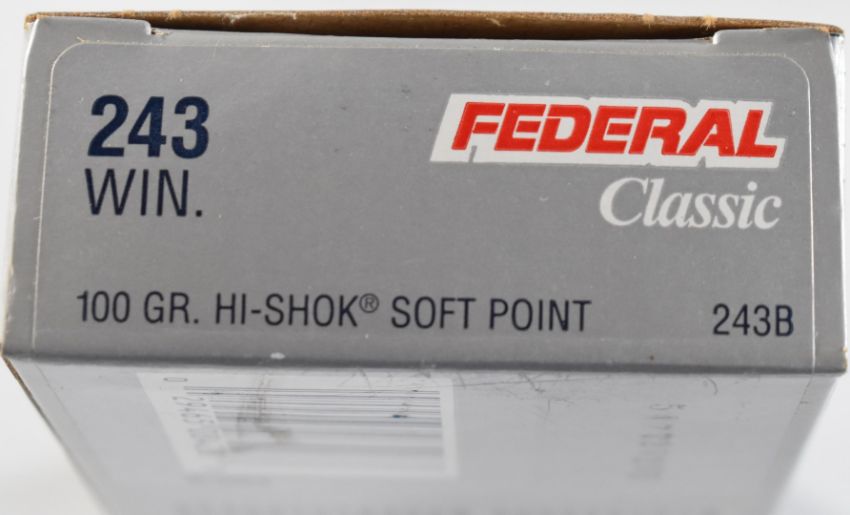 243
WIN.
FEDERAL
Classic
100 GR. HI-SHOK® SOFT POINT
243B